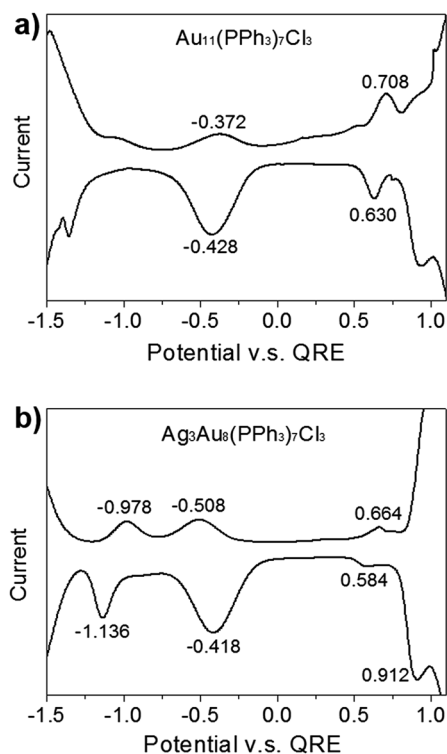 a)
Au₁₁(PPh₃)₇Cl₃
0.708
-0.372
Current
0.630
-0.428
-1.5 -1.0 -0.5 0.0 0.5 1.0
Potential v.s. QRE
b)
Ag₃Au₈(PPh₃)₇Cl₃
-0.978 -0.508 0.664
Current
0.584
-1.136 -0.418
0.912
-1.5 -1.0 -0.5 0.0 0.5 1.0
Potential v.s. QRE